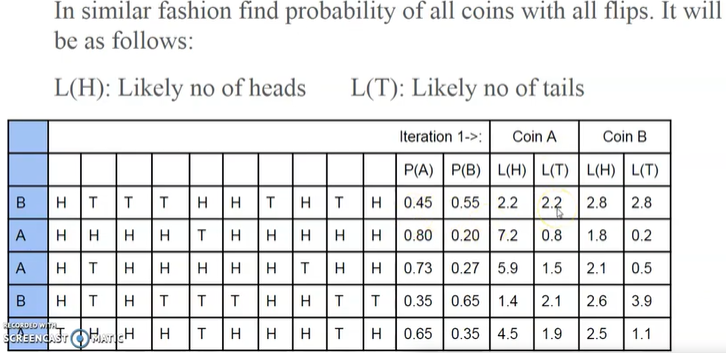 In similar fashion find probability of all coins with all flips. It will
be as follows:
L(H): Likely no of heads L(T): Likely no of tails
Iteration 1->: Coin A Coin B
P(A) P(B) L(H) L(T) L(H) L(T)
B H T T T H H T H T H 0.45 0.55 2.2 2.2 2.8 2.8
A H H H H T H H H H H 0.80 0.20 7.2 0.8 1.8 0.2
A H T H H H H H T H H 0.73 0.27 5.9 1.5 2.1 0.5
B H T H T T T H H T T 0.35 0.65 1.4 2.1 2.6 3.9
A T H H H T H H H T H 0.65 0.35 4.5 1.9 2.5 1.1
RECORDED WITH
SCREENCAST MATIC